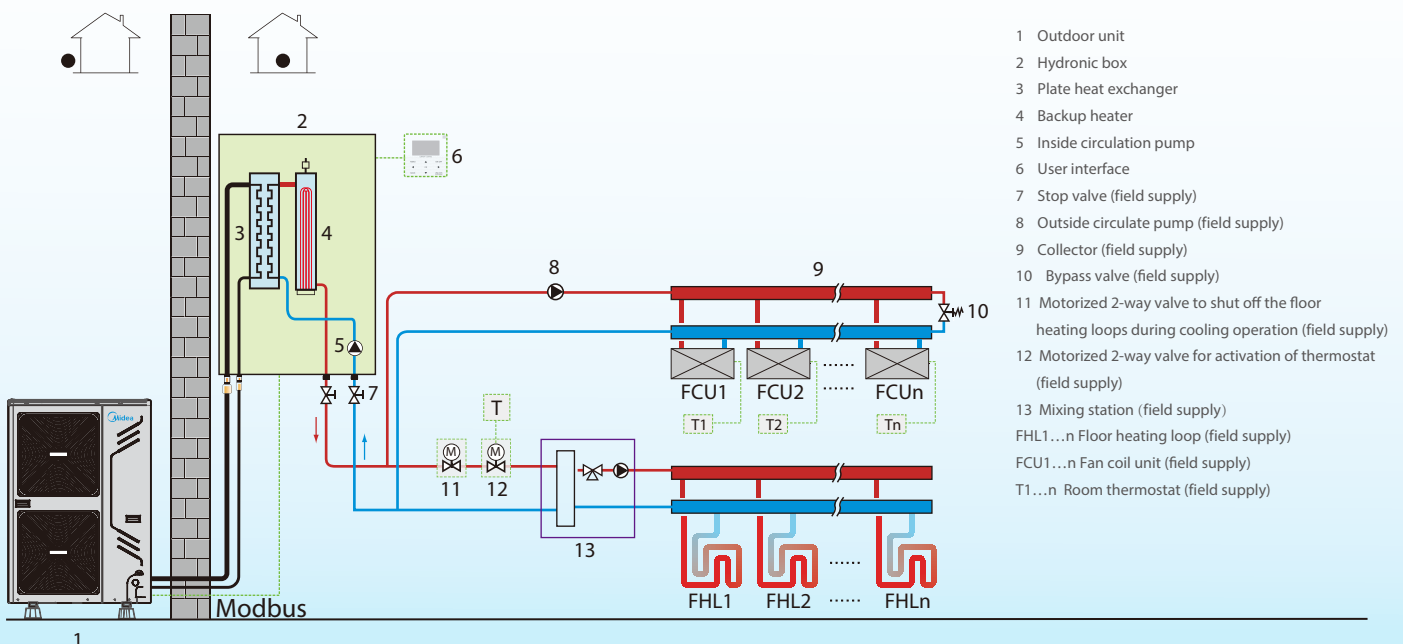 2
6
3
4
5
7
8
9
10
FCU1
FCU2
......
......
FCUn
T1
T2
Tn
T
M
M
11
12
13
FHL1
FHL2
......
......
FHLn
Midea
Modbus
1
1 Outdoor unit
2 Hydronic box
3 Plate heat exchanger
4 Backup heater
5 Inside circulation pump
6 User interface
7 Stop valve (field supply)
8 Outside circulate pump (field supply)
9 Collector (field supply)
10 Bypass valve (field supply)
11 Motorized 2-way valve to shut off the floor
heating loops during cooling operation (field supply)
12 Motorized 2-way valve for activation of thermostat
(field supply)
13 Mixing station (field supply)
FHL1…n Floor heating loop (field supply)
FCU1…n Fan coil unit (field supply)
T1…n Room thermostat (field supply)